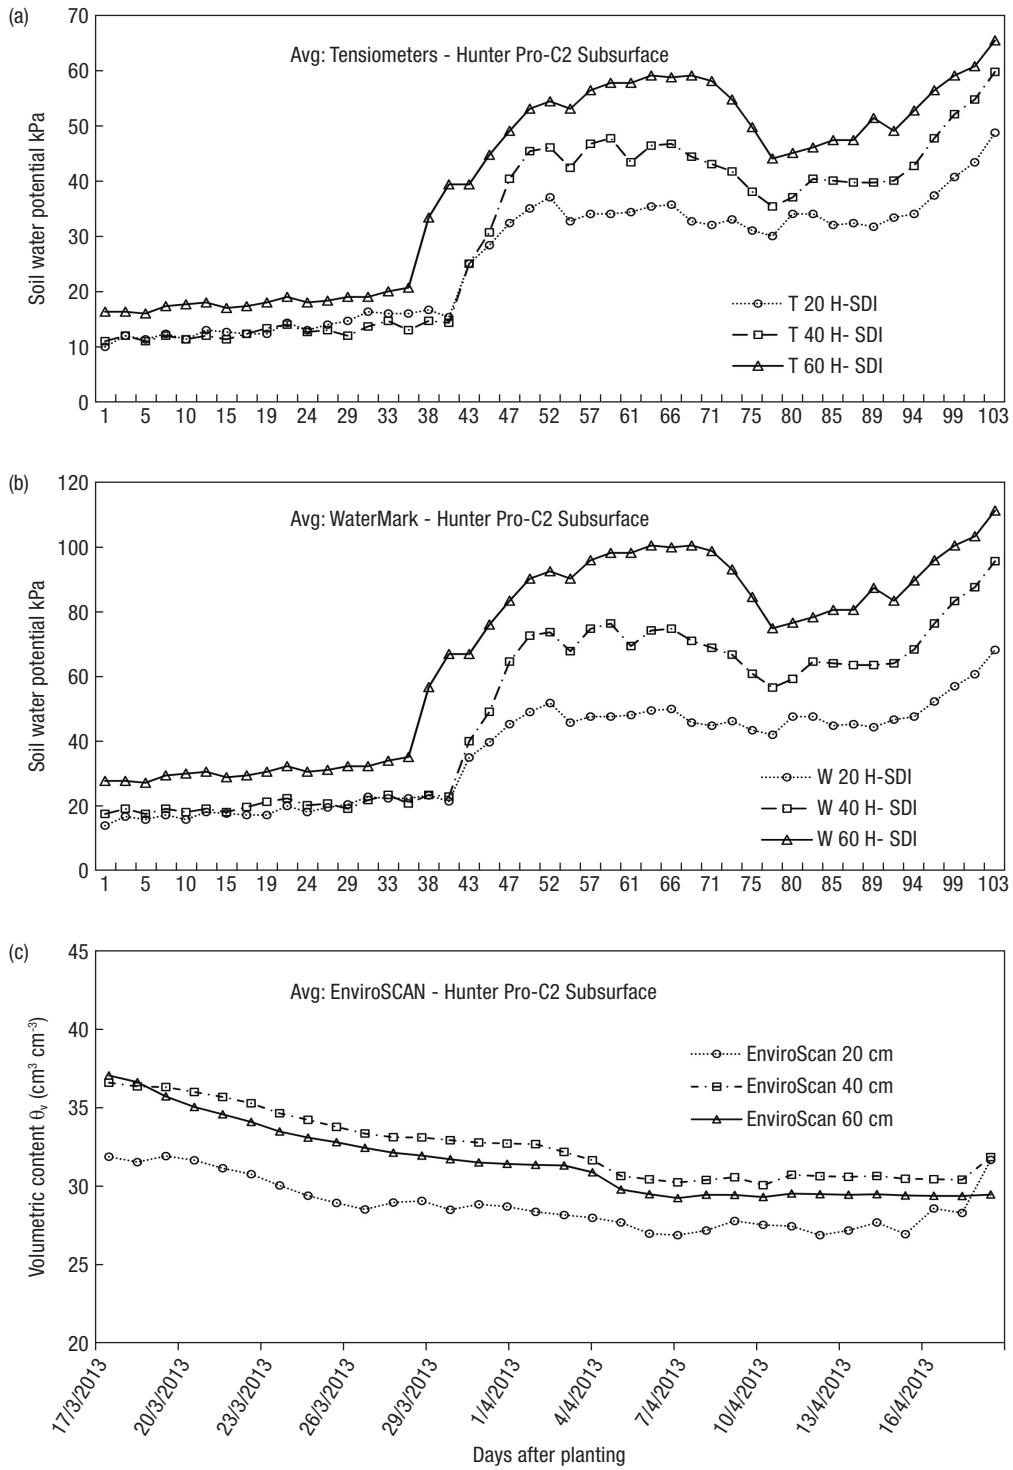 (a)
70
60
50
40
30
20
10
0
Soil water potential kPa
Avg: Tensiometers - Hunter Pro-C2 Subsurface
T 20 H-SDI
T 40 H- SDI
T 60 H- SDI
1 5 10 15 19 24 29 33 38 43 47 52 57 61 66 71 75 80 85 89 94 99 103
(b)
120
100
80
60
40
20
0
Soil water potential kPa
Avg: WaterMark - Hunter Pro-C2 Subsurface
W 20 H-SDI
W 40 H- SDI
W 60 H- SDI
1 5 10 15 19 24 29 33 38 43 47 52 57 61 66 71 75 80 85 89 94 99 103
(c)
45
40
35
30
25
20
Volumetric content θᵥ (cm³ cm⁻³)
Avg: EnviroSCAN - Hunter Pro-C2 Subsurface
EnviroScan 20 cm
EnviroScan 40 cm
EnviroScan 60 cm
17/3/2013 20/3/2013 23/3/2013 26/3/2013 29/3/2013 1/4/2013 4/4/2013 7/4/2013 10/4/2013 13/4/2013 16/4/2013
Days after planting